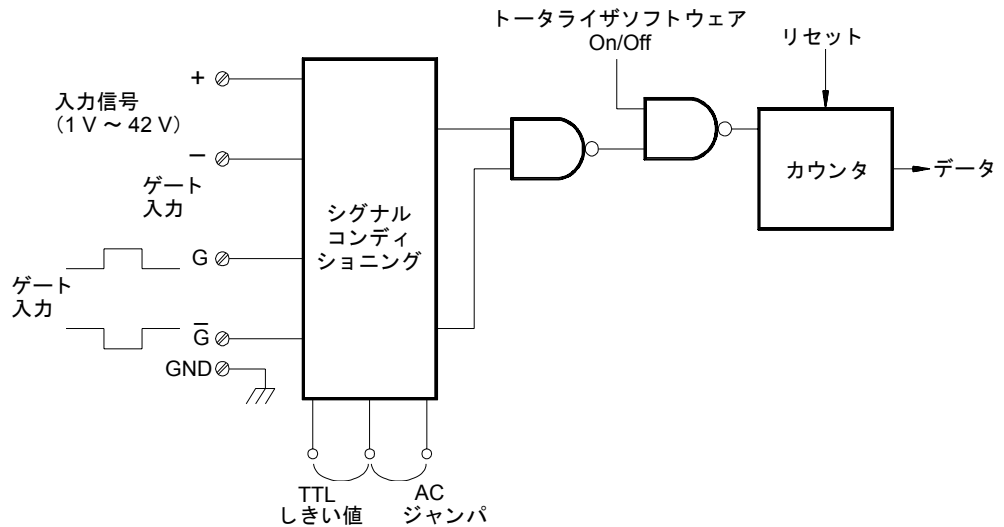 トータライザソフトウェア
On/Off
リセット
+
入力信号
(1 V ~ 42 V)
−
ゲート
入力
シグナル
コンディ
ショニング
カウンタ
データ
G
ゲート
入力
G̅
GND
TTL
しきい値
AC
ジャンパ